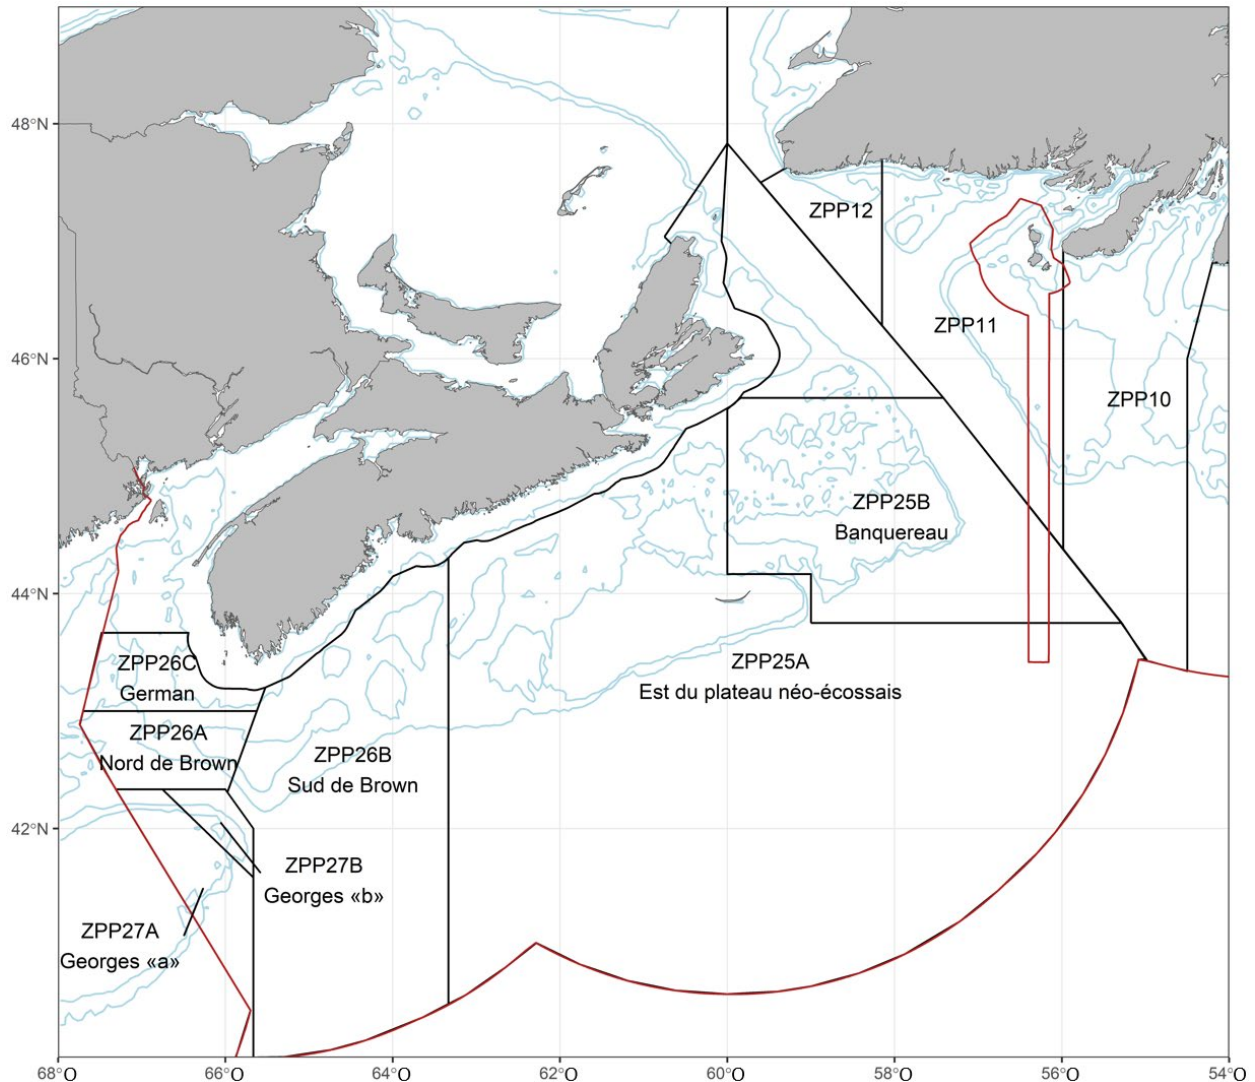 48°N
46°N
44°N
42°N
ZPP12
ZPP11
ZPP10
ZPP25B
Banquereau
ZPP25A
Est du plateau néo-écossais
ZPP26C
German
ZPP26A
Nord de Brown
ZPP26B
Sud de Brown
ZPP27B
Georges «b»
ZPP27A
Georges «a»
68°O
66°O
64°O
62°O
60°O
58°O
56°O
54°O